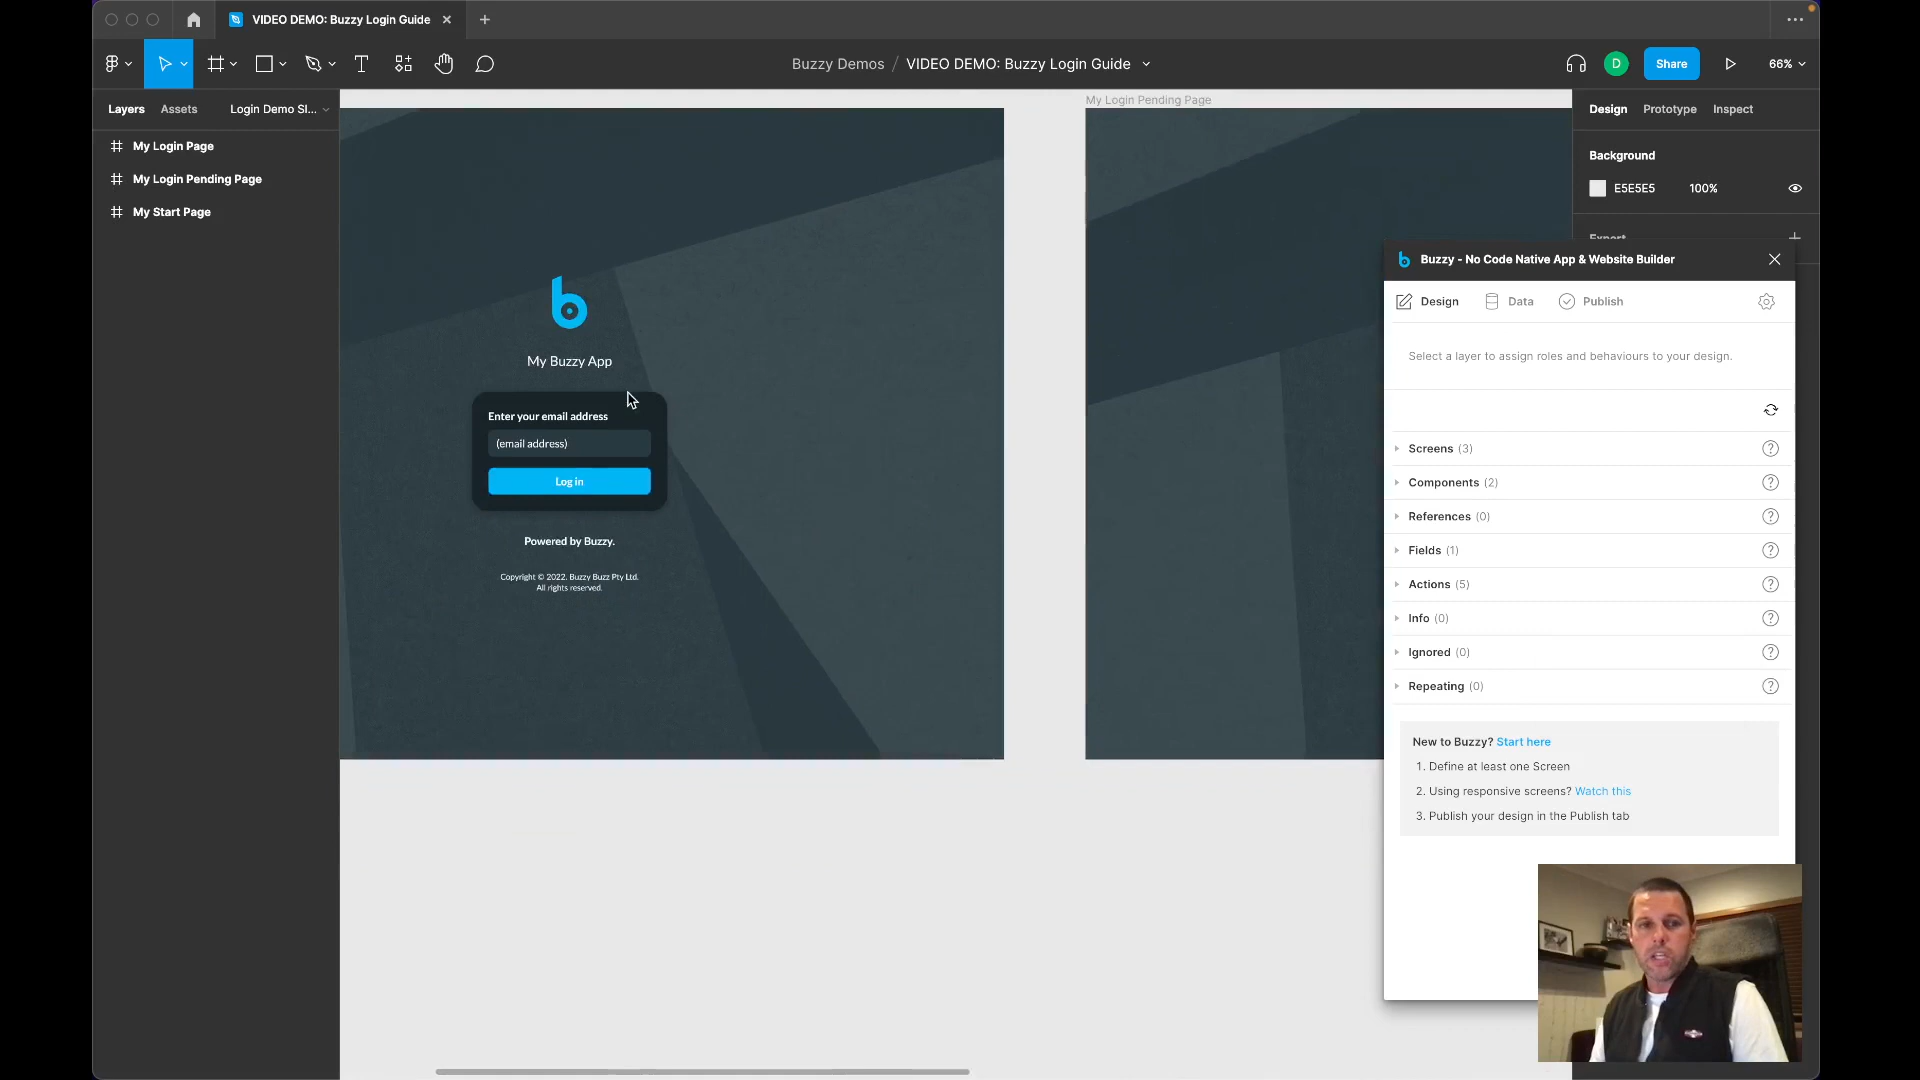 VIDEO DEMO: Buzzy Login Guide
Buzzy Demos / VIDEO DEMO: Buzzy Login Guide
D
Share
66%
Layers
Assets
Login Demo Sl...
My Login Page
My Login Pending Page
My Start Page
My Login Pending Page
My Buzzy App
Enter your email address
(email address)
Log in
Powered by Buzzy.
Copyright © 2022. Buzzy Buzz Pty Ltd.
All rights reserved.
Design
Prototype
Inspect
Background
E5E5E5
100%
Export
Buzzy - No Code Native App & Website Builder
Design
Data
Publish
Select a layer to assign roles and behaviours to your design.
Screens (3)
Components (2)
References (0)
Fields (1)
Actions (5)
Info (0)
Ignored (0)
Repeating (0)
New to Buzzy? Start here
1. Define at least one Screen
2. Using responsive screens? Watch this
3. Publish your design in the Publish tab